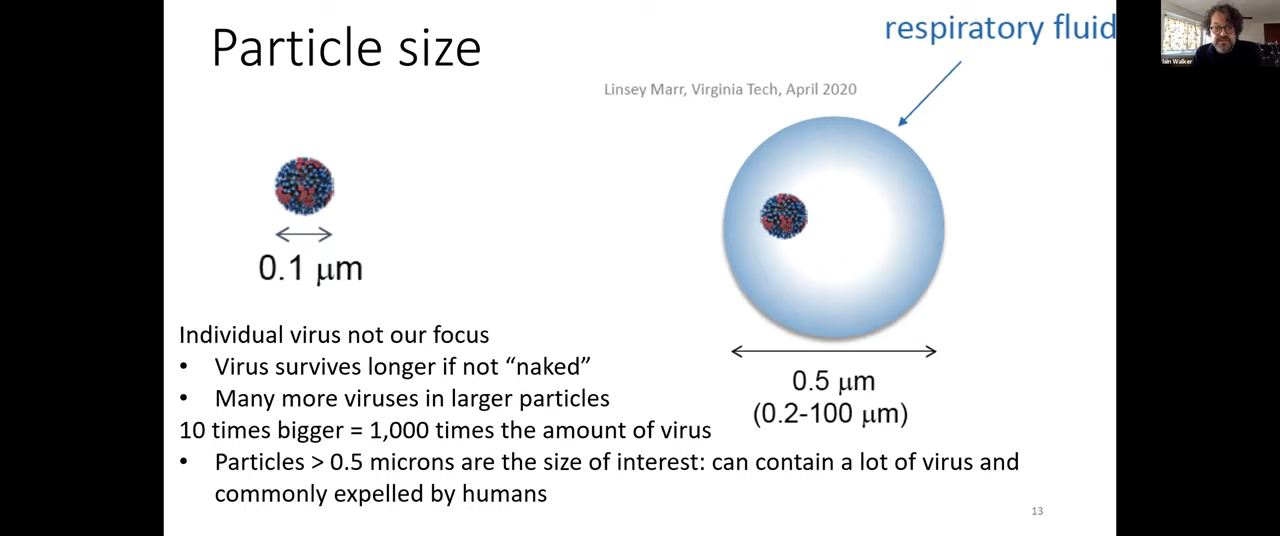 Particle size
respiratory fluid
Linsey Marr, Virginia Tech, April 2020
Iain Walker
0.1 μm
0.5 μm
(0.2-100 μm)
Individual virus not our focus
• Virus survives longer if not “naked”
• Many more viruses in larger particles
10 times bigger = 1,000 times the amount of virus
• Particles > 0.5 microns are the size of interest: can contain a lot of virus and
commonly expelled by humans
13